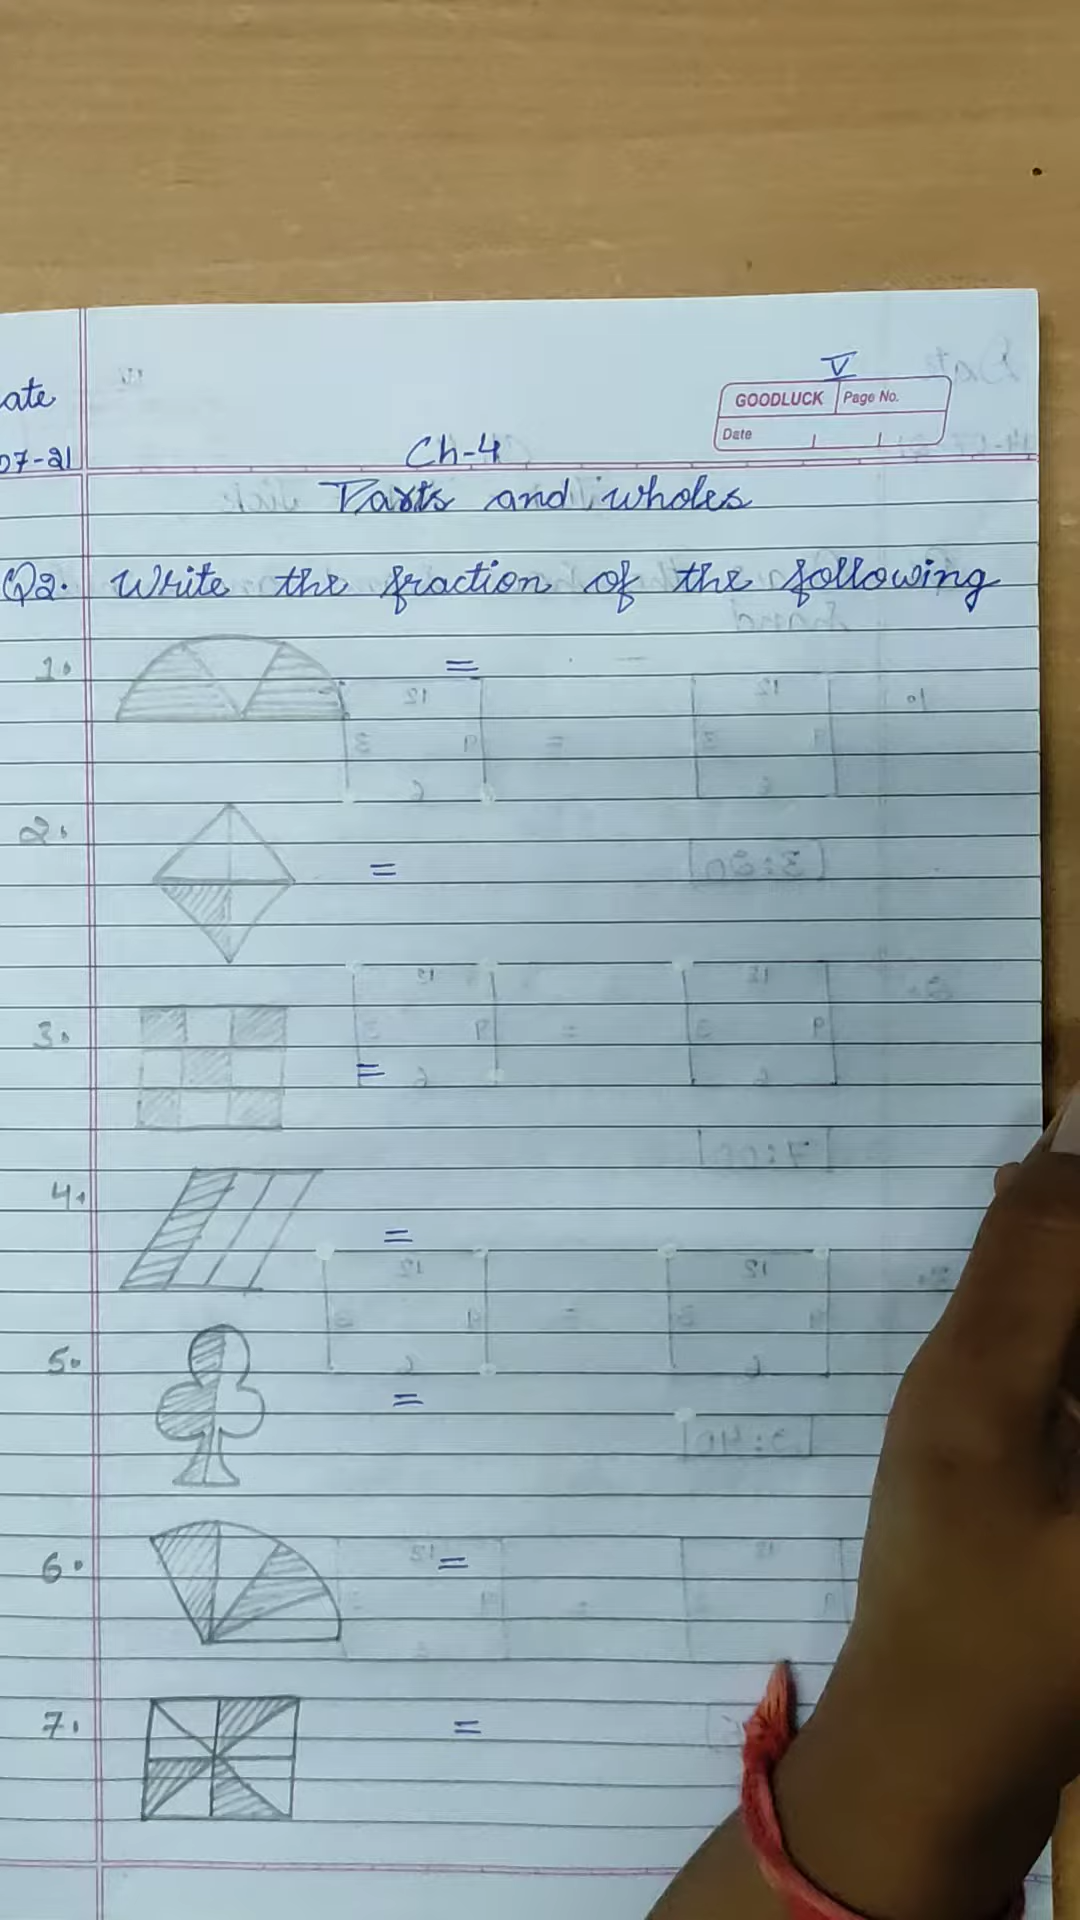 V
GOODLUCK Page No.
Date
ate
07-21
Ch-4
Parts and wholes
Q2. Write the fraction of the following
1. =
2. =
3. =
4. =
5. =
6. =
7. =